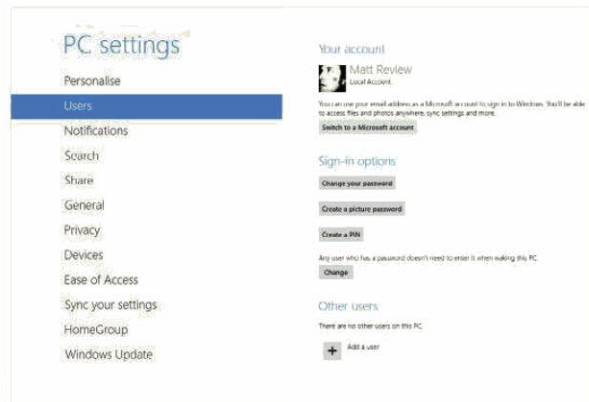 PC settings
Personalise
Users
Notifications
Search
Share
General
Privacy
Devices
Ease of Access
Sync your settings
HomeGroup
Windows Update
Your account
Matt Review
Local Account
You can use your email address as a Microsoft account to sign in to Windows. You'll be able
to access files and photos anywhere, sync settings and more.
Switch to a Microsoft account
Sign-in options
Change your password
Create a picture password
Create a PIN
Any user who has a password doesn't need to enter it when waking this PC.
Change
Other users
There are no other users on this PC.
+ Add a user